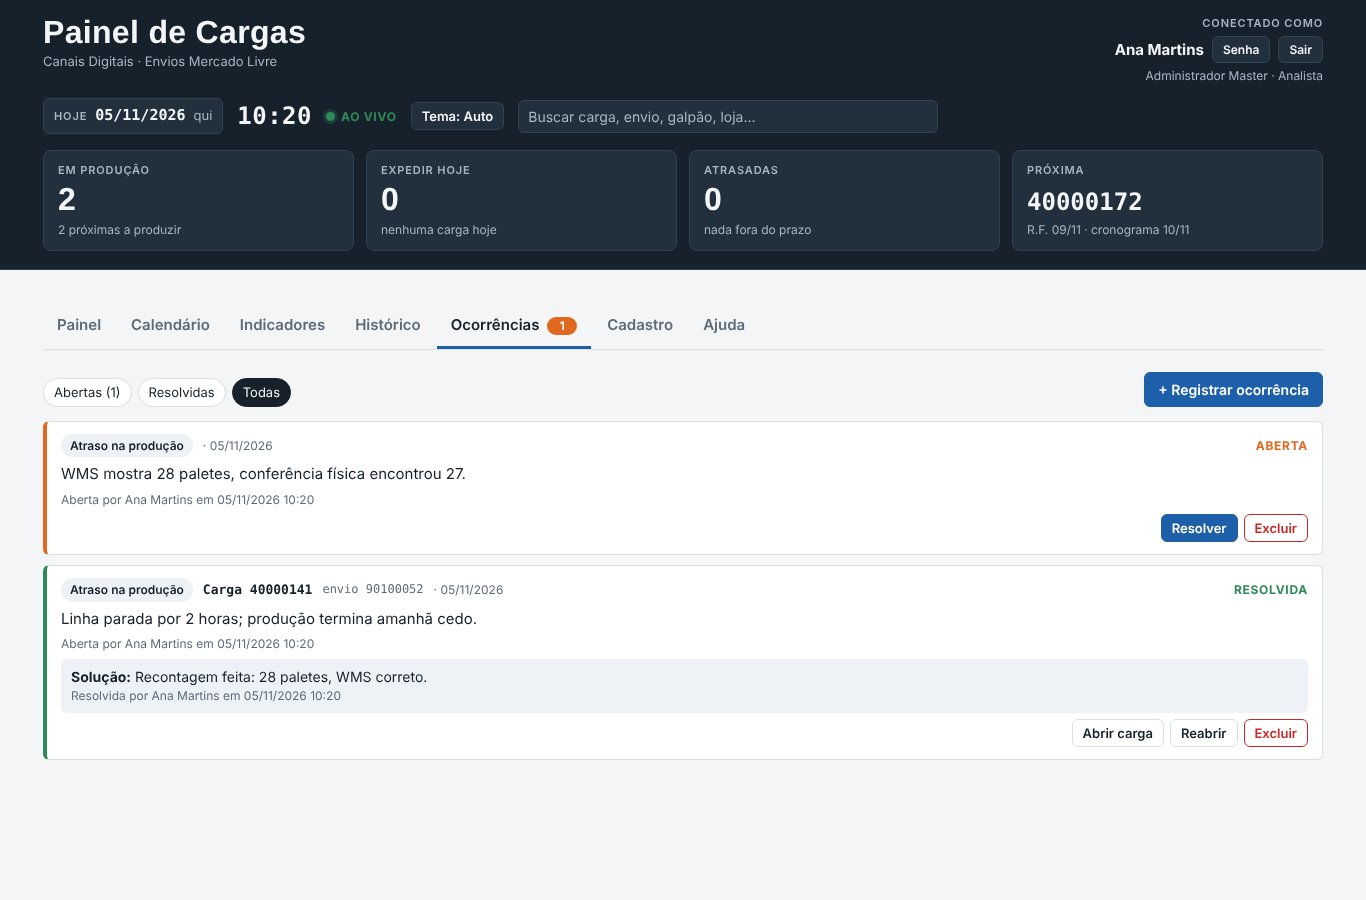 Painel de Cargas
Canais Digitais · Envios Mercado Livre
CONECTADO COMO
Ana Martins Senha Sair
Administrador Master · Analista
HOJE 05/11/2026 qui 10:20 AO VIVO Tema: Auto Buscar carga, envio, galpão, loja...
EM PRODUÇÃO
2
2 próximas a produzir
EXPEDIR HOJE
0
nenhuma carga hoje
ATRASADAS
0
nada fora do prazo
PRÓXIMA
40000172
R.F. 09/11 · cronograma 10/11
Painel Calendário Indicadores Histórico Ocorrências 1 Cadastro Ajuda
Abertas (1) Resolvidas Todas + Registrar ocorrência
Atraso na produção · 05/11/2026 ABERTA
WMS mostra 28 paletes, conferência física encontrou 27.
Aberta por Ana Martins em 05/11/2026 10:20
Resolver Excluir
Atraso na produção Carga 40000141 envio 90100052 · 05/11/2026 RESOLVIDA
Linha parada por 2 horas; produção termina amanhã cedo.
Aberta por Ana Martins em 05/11/2026 10:20
Solução: Recontagem feita: 28 paletes, WMS correto.
Resolvida por Ana Martins em 05/11/2026 10:20
Abrir carga Reabrir Excluir